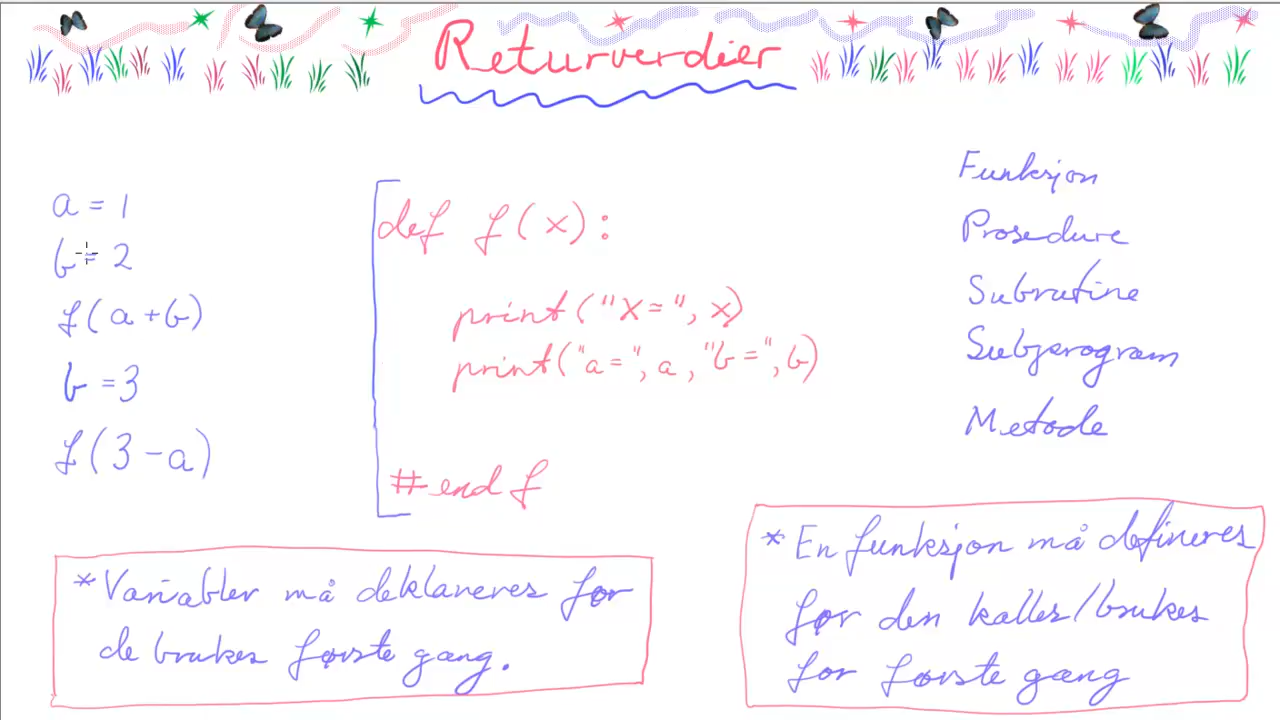 Returverdier
a = 1
b = 2
f(a+b)
b = 3
f(3-a)
def f(x):
print("x=", x)
print("a=", a, "b=", b)
#end f
Funksjon
Prosedure
Subrutine
Subprogram
Metode
*Variabler må deklareres før
de brukes første gang.
*En funksjon må defineres
før den kalles/brukes
for første gang